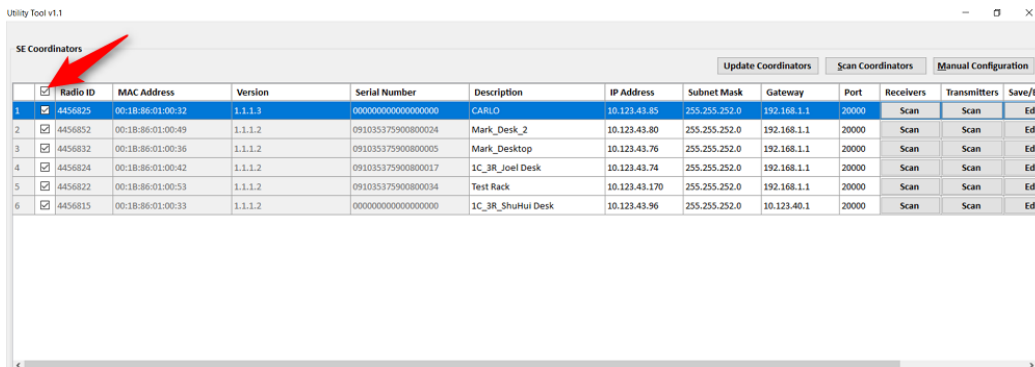 Utility Tool v1.1
SE Coordinators
Update Coordinators Scan Coordinators Manual Configuration
Radio ID MAC Address Version Serial Number Description IP Address Subnet Mask Gateway Port Receivers Transmitters Save/E
1 4456825 00:1B:86:01:00:32 1.1.1.3 000000000000000000 CARLO 10.123.43.85 255.255.252.0 192.168.1.1 20000 Scan Scan Ed
2 4456852 00:1B:86:01:00:49 1.1.1.2 091035375900800024 Mark_Desk_2 10.123.43.80 255.255.252.0 192.168.1.1 20000 Scan Scan Ed
3 4456832 00:1B:86:01:00:36 1.1.1.2 091035375900800005 Mark_Desktop 10.123.43.76 255.255.252.0 192.168.1.1 20000 Scan Scan Ed
4 4456824 00:1B:86:01:00:42 1.1.1.2 091035375900800017 1C_3R_Joel Desk 10.123.43.74 255.255.252.0 192.168.1.1 20000 Scan Scan Ed
5 4456822 00:1B:86:01:00:53 1.1.1.2 091035375900800034 Test Rack 10.123.43.170 255.255.252.0 192.168.1.1 20000 Scan Scan Ed
6 4456815 00:1B:86:01:00:33 1.1.1.2 000000000000000000 1C_3R_ShuHui Desk 10.123.43.96 255.255.252.0 10.123.40.1 20000 Scan Scan Ed